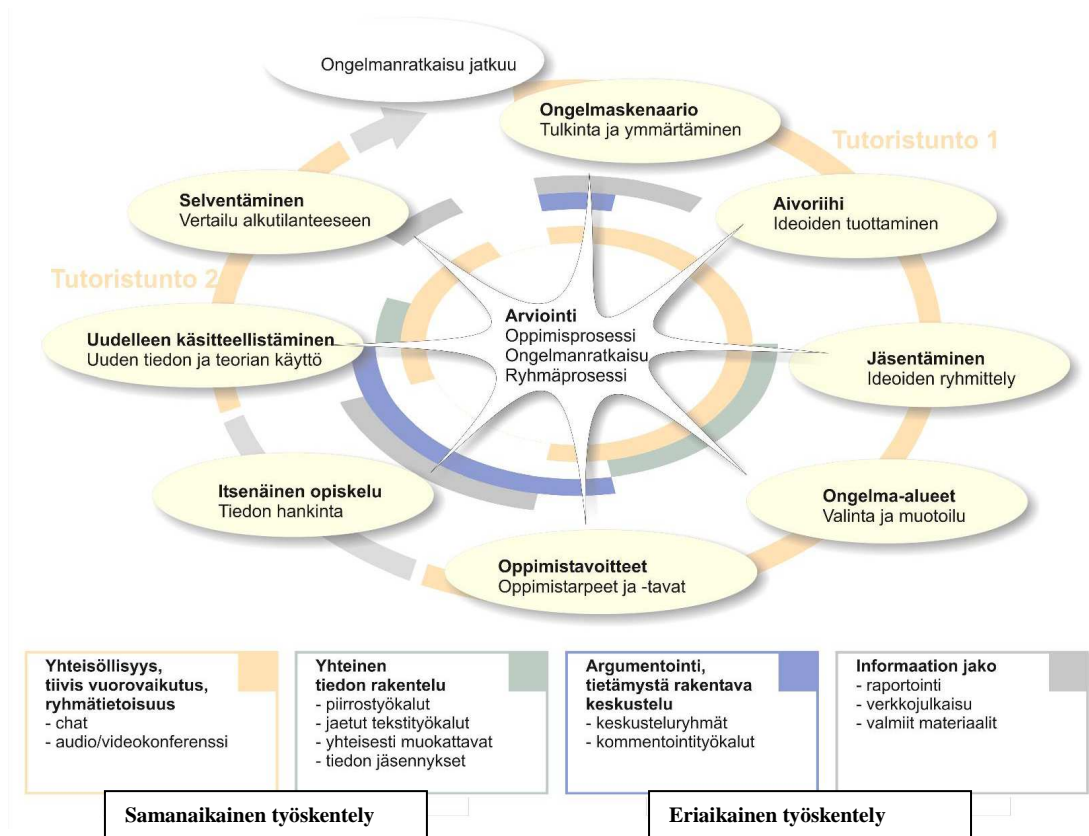 Ongelmanratkaisu jatkuu
Ongelmaskenaario
Tulkinta ja ymmärtäminen
Tutoristunto 1
Aivoriihi
Ideoiden tuottaminen
Jäsentäminen
Ideoiden ryhmittely
Ongelma-alueet
Valinta ja muotoilu
Oppimistavoitteet
Oppimistarpeet ja -tavat
Itsenäinen opiskelu
Tiedon hankinta
Uudelleen käsitteellistäminen
Uuden tiedon ja teorian käyttö
Tutoristunto 2
Selventäminen
Vertailu alkutilanteeseen
Arviointi
Oppimisprosessi
Ongelmanratkaisu
Ryhmäprosessi
Yhteisöllisyys,
tiivis vuorovaikutus,
ryhmätietoisuus
- chat
- audio/videokonferenssi
Yhteinen
tiedon rakentelu
- piirrostyökalut
- jaetut tekstityökalut
- yhteisesti muokattavat
- tiedon jäsennykset
Argumentointi,
tietämystä rakentava
keskustelu
- keskusteluryhmät
- kommentointityökalut
Informaation jako
- raportointi
- verkkojulkaisu
- valmiit materiaalit
Samanaikainen työskentely
Eriaikainen työskentely